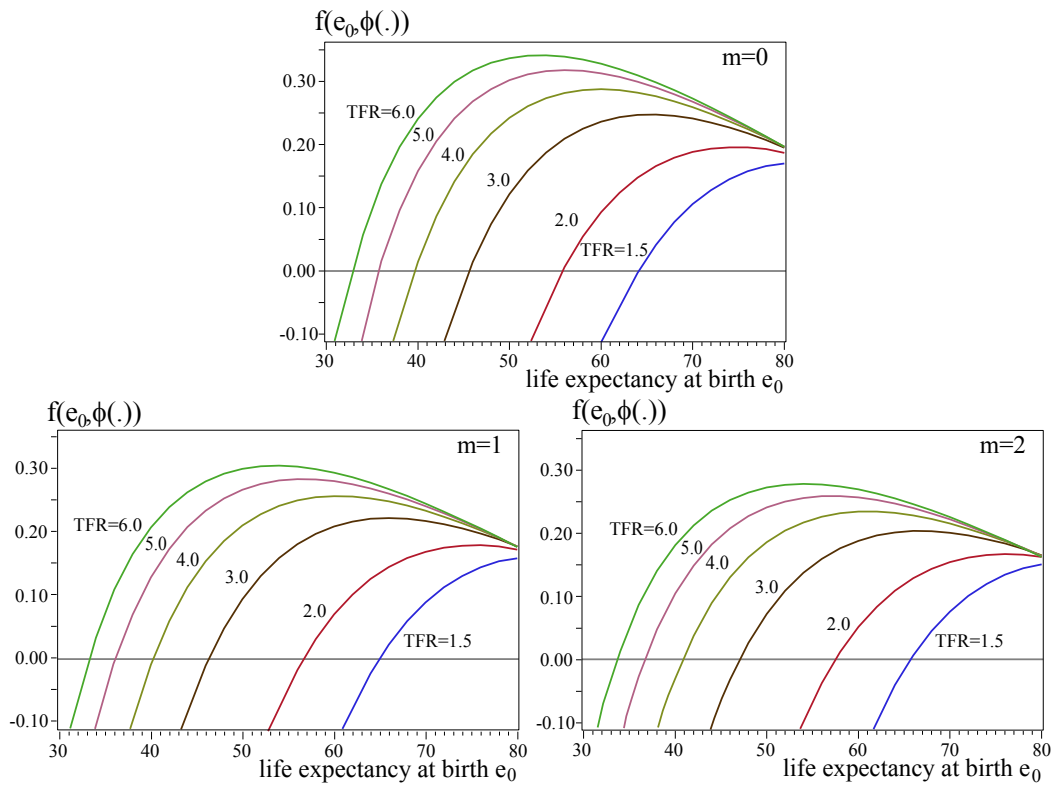 f(e₀,ϕ(.))
m=0
0.30
TFR=6.0
5.0
0.20
4.0
3.0
0.10
2.0
TFR=1.5
0.00
-0.10
30 40 50 60 70 80
life expectancy at birth e₀
f(e₀,ϕ(.))
m=1
0.30
TFR=6.0
5.0
0.20
4.0
3.0
0.10
2.0
TFR=1.5
0.00
-0.10
30 40 50 60 70 80
life expectancy at birth e₀
f(e₀,ϕ(.))
m=2
0.30
TFR=6.0
5.0
0.20
4.0
3.0
0.10
2.0
TFR=1.5
0.00
-0.10
30 40 50 60 70 80
life expectancy at birth e₀